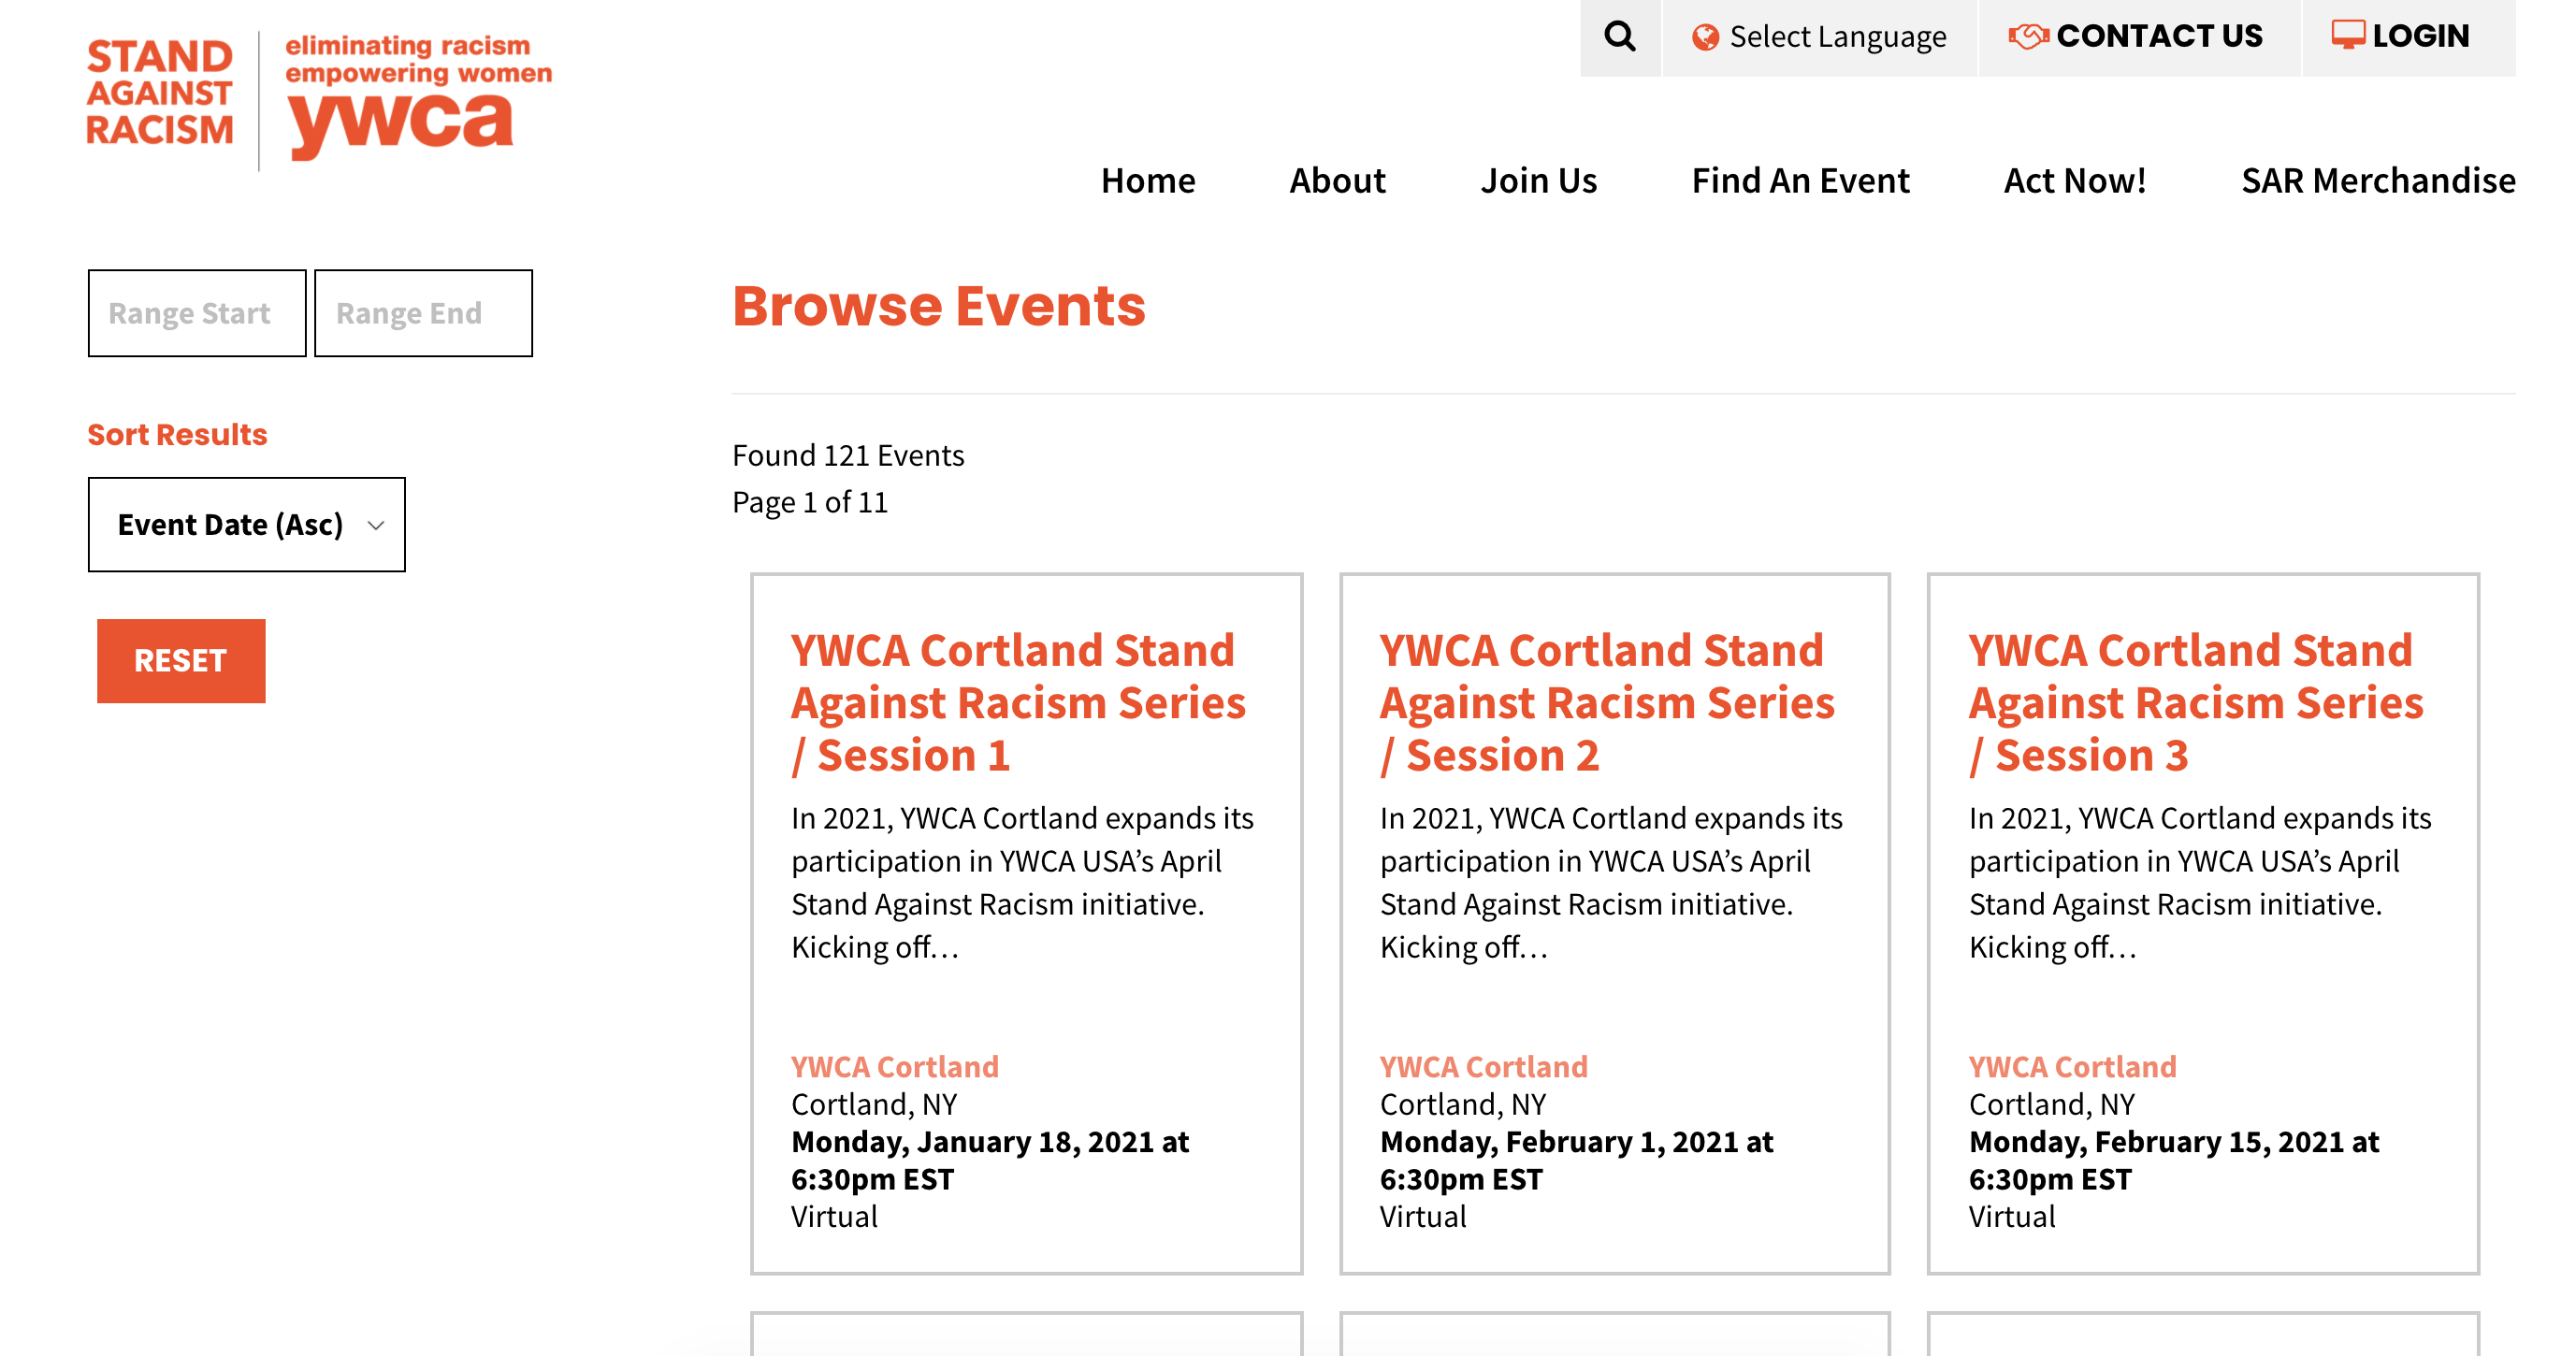 STAND
AGAINST
RACISM
eliminating racism
empowering women
ywca
Select Language
CONTACT US
LOGIN
Home
About
Join Us
Find An Event
Act Now!
SAR Merchandise
Range Start
Range End
Sort Results
Event Date (Asc)
RESET
Browse Events
Found 121 Events
Page 1 of 11
YWCA Cortland Stand
Against Racism Series
/ Session 1
In 2021, YWCA Cortland expands its
participation in YWCA USA’s April
Stand Against Racism initiative.
Kicking off…
YWCA Cortland
Cortland, NY
Monday, January 18, 2021 at
6:30pm EST
Virtual
YWCA Cortland Stand
Against Racism Series
/ Session 2
In 2021, YWCA Cortland expands its
participation in YWCA USA’s April
Stand Against Racism initiative.
Kicking off…
YWCA Cortland
Cortland, NY
Monday, February 1, 2021 at
6:30pm EST
Virtual
YWCA Cortland Stand
Against Racism Series
/ Session 3
In 2021, YWCA Cortland expands its
participation in YWCA USA’s April
Stand Against Racism initiative.
Kicking off…
YWCA Cortland
Cortland, NY
Monday, February 15, 2021 at
6:30pm EST
Virtual